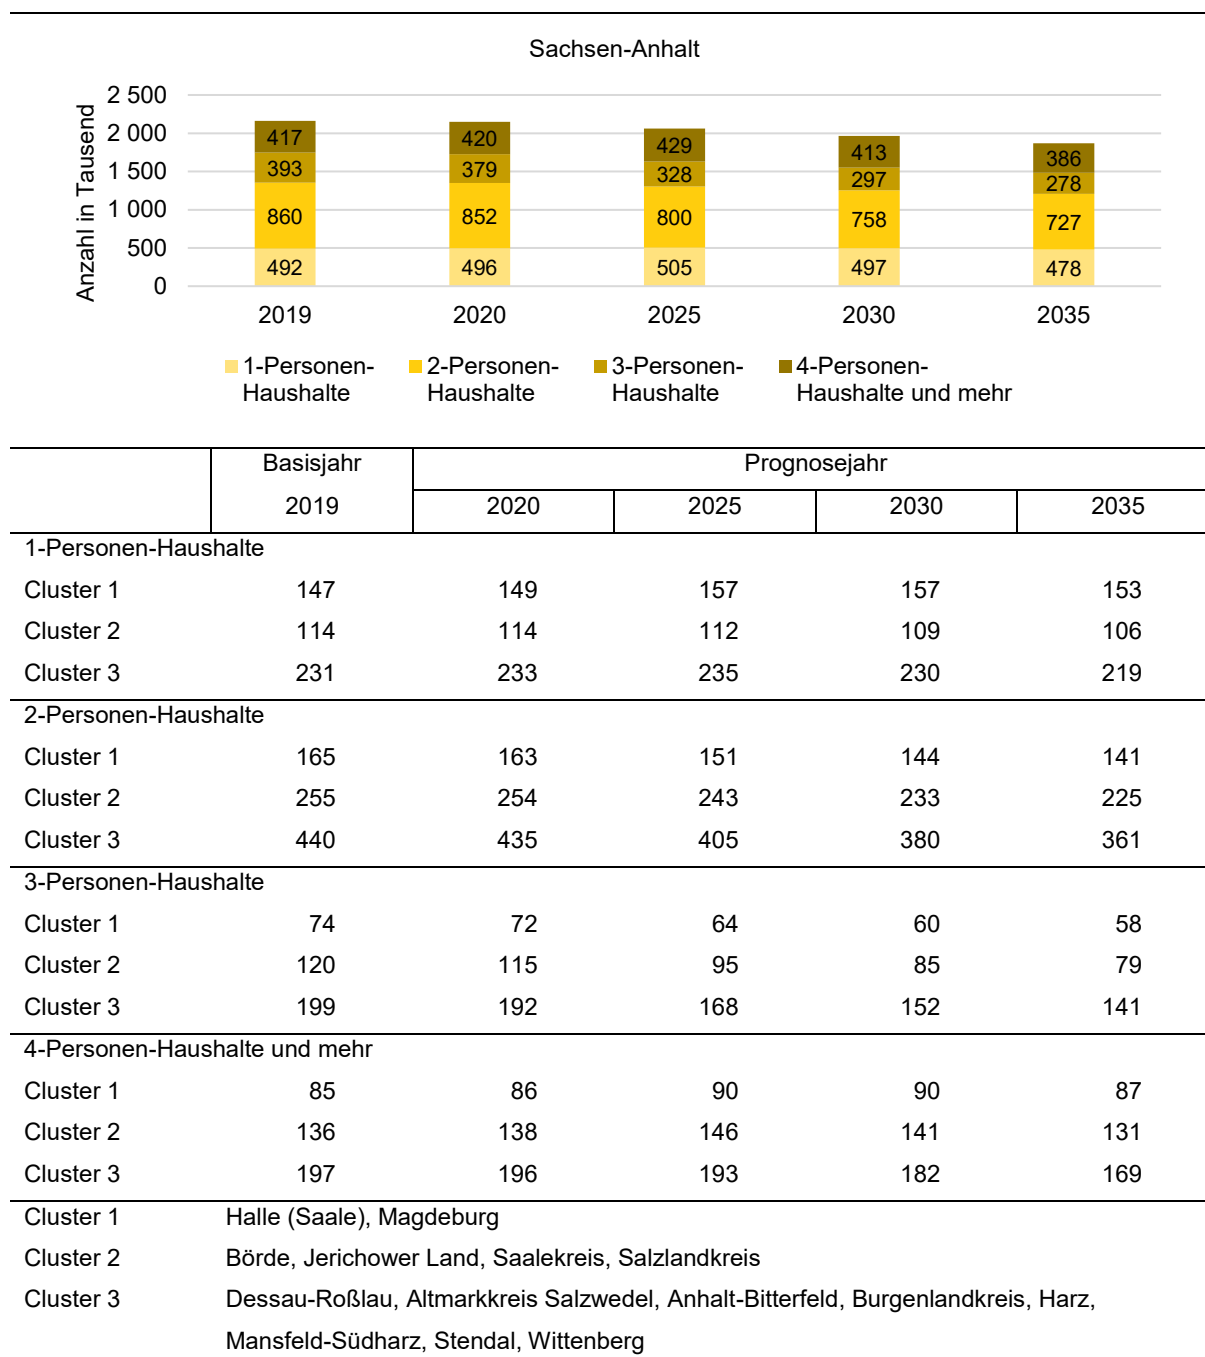 Sachsen-Anhalt
Anzahl in Tausend
2 500
2 000
1 500
1 000
500
0
417 420 429 413 386
393 379 328 297 278
860 852 800 758 727
492 496 505 497 478
2019 2020 2025 2030 2035
1-Personen- 2-Personen- 3-Personen- 4-Personen-
Haushalte Haushalte Haushalte Haushalte und mehr
Basisjahr Prognosejahr
2019 2020 2025 2030 2035
1-Personen-Haushalte
Cluster 1 147 149 157 157 153
Cluster 2 114 114 112 109 106
Cluster 3 231 233 235 230 219
2-Personen-Haushalte
Cluster 1 165 163 151 144 141
Cluster 2 255 254 243 233 225
Cluster 3 440 435 405 380 361
3-Personen-Haushalte
Cluster 1 74 72 64 60 58
Cluster 2 120 115 95 85 79
Cluster 3 199 192 168 152 141
4-Personen-Haushalte und mehr
Cluster 1 85 86 90 90 87
Cluster 2 136 138 146 141 131
Cluster 3 197 196 193 182 169
Cluster 1 Halle (Saale), Magdeburg
Cluster 2 Börde, Jerichower Land, Saalekreis, Salzlandkreis
Cluster 3 Dessau-Roßlau, Altmarkkreis Salzwedel, Anhalt-Bitterfeld, Burgenlandkreis, Harz,
Mansfeld-Südharz, Stendal, Wittenberg